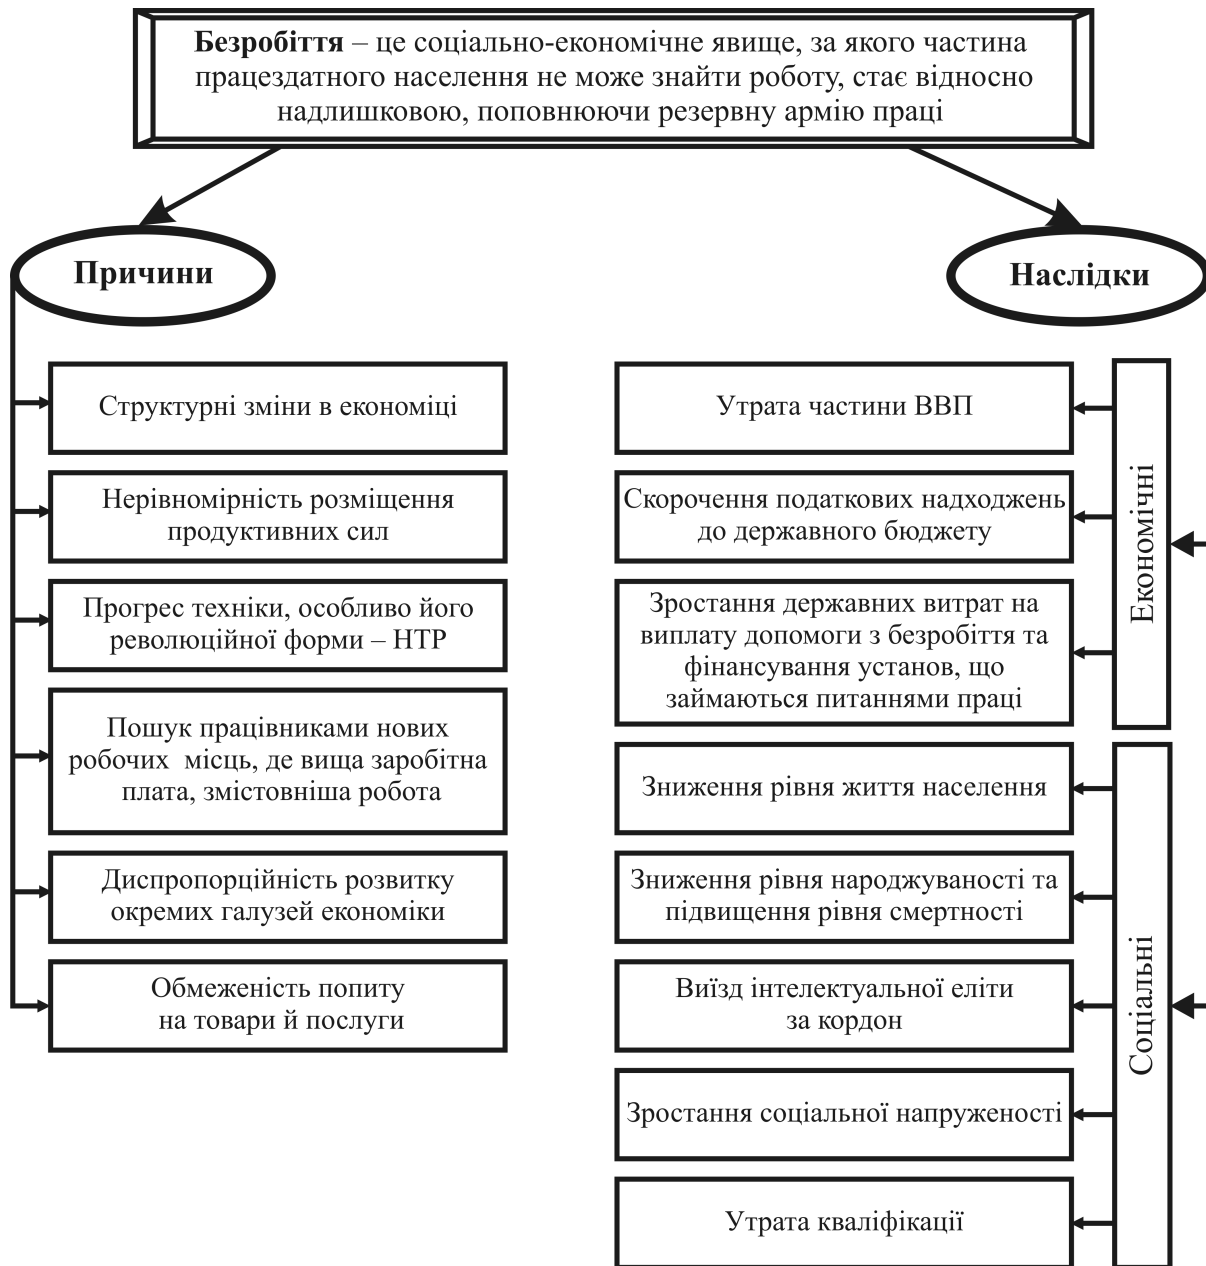 Безробіття – це соціально-економічне явище, за якого частина
працездатного населення не може знайти роботу, стає відносно
надлишковою, поповнюючи резервну армію праці
Причини
Наслідки
Структурні зміни в економіці
Нерівномірність розміщення
продуктивних сил
Прогрес техніки, особливо його
революційної форми – НТР
Пошук працівниками нових
робочих місць, де вища заробітна
плата, змістовніша робота
Диспропорційність розвитку
окремих галузей економіки
Обмеженість попиту
на товари й послуги
Економічні
Утрата частини ВВП
Скорочення податкових надходжень
до державного бюджету
Зростання державних витрат на
виплату допомоги з безробіття та
фінансування установ, що
займаються питаннями праці
Соціальні
Зниження рівня життя населення
Зниження рівня народжуваності та
підвищення рівня смертності
Виїзд інтелектуальної еліти
за кордон
Зростання соціальної напруженості
Утрата кваліфікації